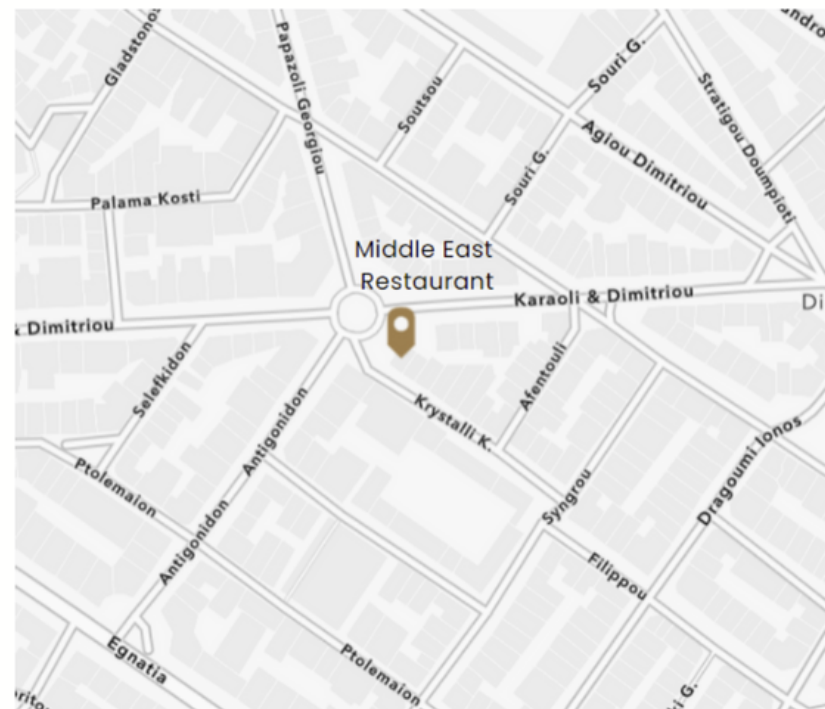 Gladstonos
Papazoli Georgiou
Soutsou
Souri G.
Stratigou Doumpioti
Agiou Dimitriou
Souri G.
Palama Kosti
Middle East
Restaurant
Karaoli & Dimitriou
Di
& Dimitriou
Selefkidon
Antigonidon
Krystalli K.
Afentouli
Dragoumi Ionos
Ptolemaion
Syngrou
Antigonidon
Filippou
Egnatia
Ptolemaion